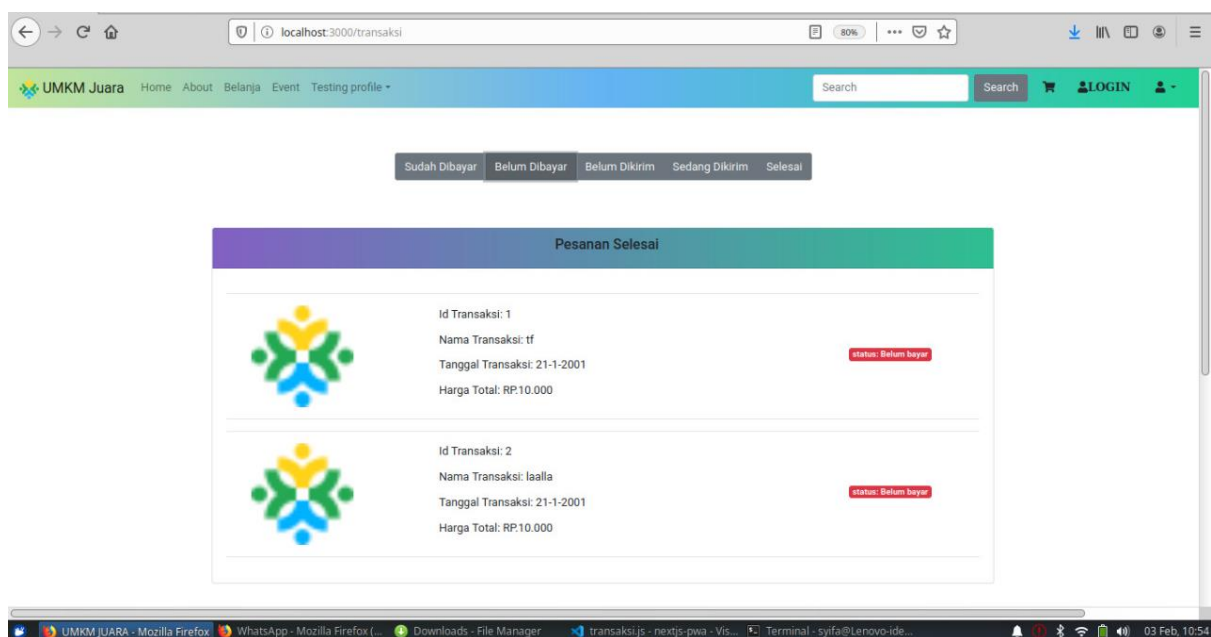 localhost:3000/transaksi
80%
UMKM Juara Home About Belanja Event Testing profile Search Search LOGIN
Sudah Dibayar Belum Dibayar Belum Dikirim Sedang Dikirim Selesai
Pesanan Selesai
Id Transaksi: 1
Nama Transaksi: tf
status: Belum bayar
Tanggal Transaksi: 21-1-2001
Harga Total: RP.10.000
Id Transaksi: 2
Nama Transaksi: laalla
status: Belum bayar
Tanggal Transaksi: 21-1-2001
Harga Total: RP.10.000
UMKM JUARA - Mozilla Firefox WhatsApp - Mozilla Firefox (... Downloads - File Manager transaksi.js - nextjs-pwa - Vis... Terminal - syifa@Lenovo-ide... 03 Feb, 10:54